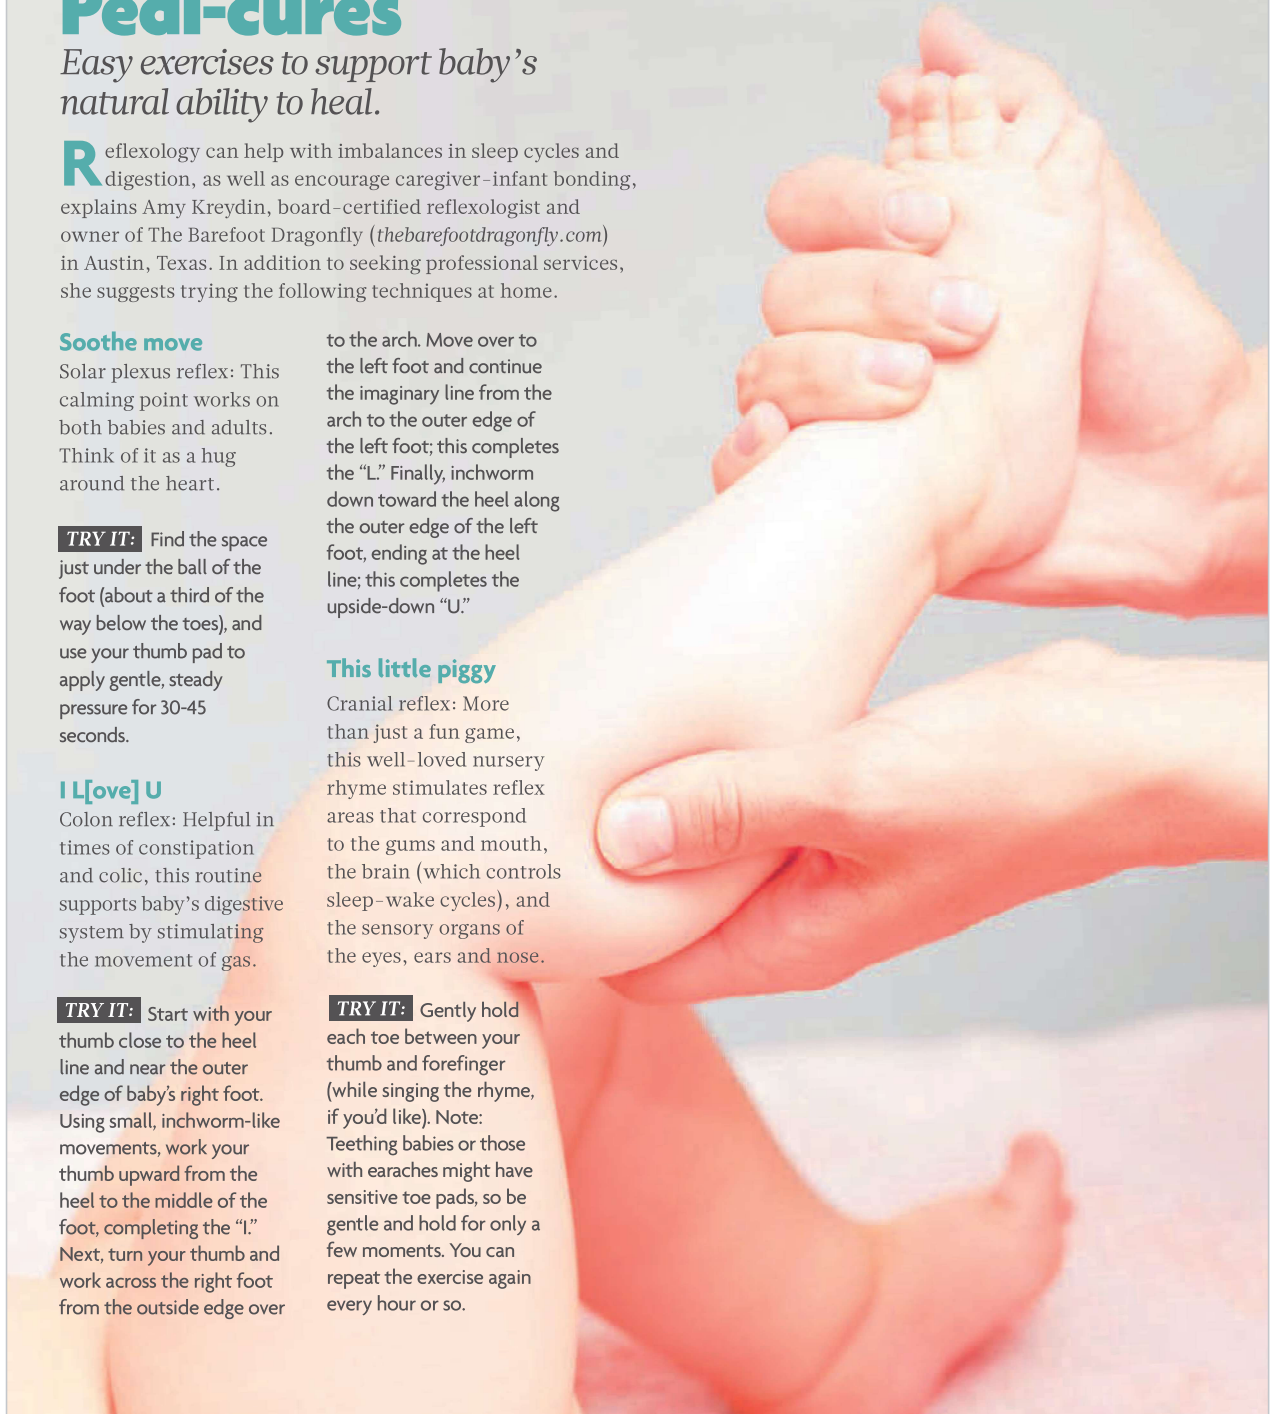 Pedi-cures
Easy exercises to support baby’s
natural ability to heal.
Reflexology can help with imbalances in sleep cycles and
digestion, as well as encourage caregiver-infant bonding,
explains Amy Kreydin, board-certified reflexologist and
owner of The Barefoot Dragonfly (thebarefootdragonfly.com)
in Austin, Texas. In addition to seeking professional services,
she suggests trying the following techniques at home.
Soothe move
Solar plexus reflex: This
calming point works on
both babies and adults.
Think of it as a hug
around the heart.
TRY IT: Find the space
just under the ball of the
foot (about a third of the
way below the toes), and
use your thumb pad to
apply gentle, steady
pressure for 30-45
seconds.
I L[ove] U
Colon reflex: Helpful in
times of constipation
and colic, this routine
supports baby’s digestive
system by stimulating
the movement of gas.
TRY IT: Start with your
thumb close to the heel
line and near the outer
edge of baby’s right foot.
Using small, inchworm-like
movements, work your
thumb upward from the
heel to the middle of the
foot, completing the “I.”
Next, turn your thumb and
work across the right foot
from the outside edge over
to the arch. Move over to
the left foot and continue
the imaginary line from the
arch to the outer edge of
the left foot; this completes
the “L.” Finally, inchworm
down toward the heel along
the outer edge of the left
foot, ending at the heel
line; this completes the
upside-down “U.”
This little piggy
Cranial reflex: More
than just a fun game,
this well-loved nursery
rhyme stimulates reflex
areas that correspond
to the gums and mouth,
the brain (which controls
sleep-wake cycles), and
the sensory organs of
the eyes, ears and nose.
TRY IT: Gently hold
each toe between your
thumb and forefinger
(while singing the rhyme,
if you’d like). Note:
Teething babies or those
with earaches might have
sensitive toe pads, so be
gentle and hold for only a
few moments. You can
repeat the exercise again
every hour or so.